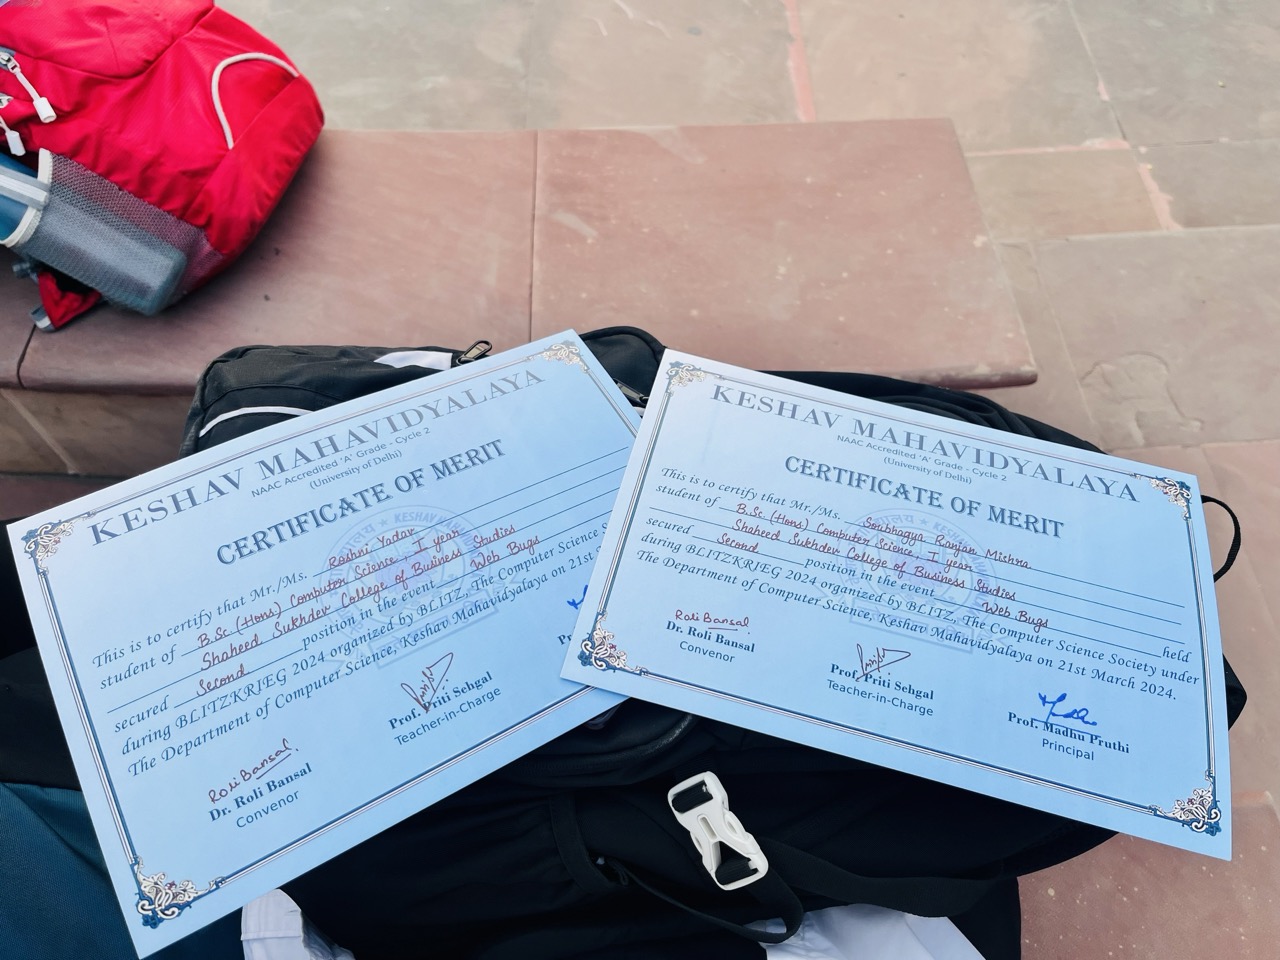 KESHAV MAHAVIDYALAYA
NAAC Accredited 'A' Grade - Cycle 2
(University of Delhi)
CERTIFICATE OF MERIT
This is to certify that Mr./Ms. Roshni Yadav
student of B.Sc. (Hons) Computer Science I year
Shaheed Sukhdev College of Business Studies
secured Second position in the event Web Bugs
during BLITZKRIEG 2024 organized by BLITZ, The Computer Science
The Department of Computer Science, Keshav Mahavidyalaya on 21st
Roli Bansal
Dr. Roli Bansal
Convenor
Prof. Priti Sehgal
Teacher-in-Charge
KESHAV MAHAVIDYALAYA
NAAC Accredited 'A' Grade - Cycle 2
(University of Delhi)
CERTIFICATE OF MERIT
This is to certify that Mr./Ms. Soubhagya Ranjan Mishra
student of B.Sc. (Hons) Computer Science I year
Shaheed Sukhdev College of Business Studies
secured Second position in the event Web Bugs held
during BLITZKRIEG 2024 organized by BLITZ, The Computer Science Society under
The Department of Computer Science, Keshav Mahavidyalaya on 21st March 2024.
Roli Bansal
Dr. Roli Bansal
Convenor
Prof. Priti Sehgal
Teacher-in-Charge
Prof. Madhu Pruthi
Principal